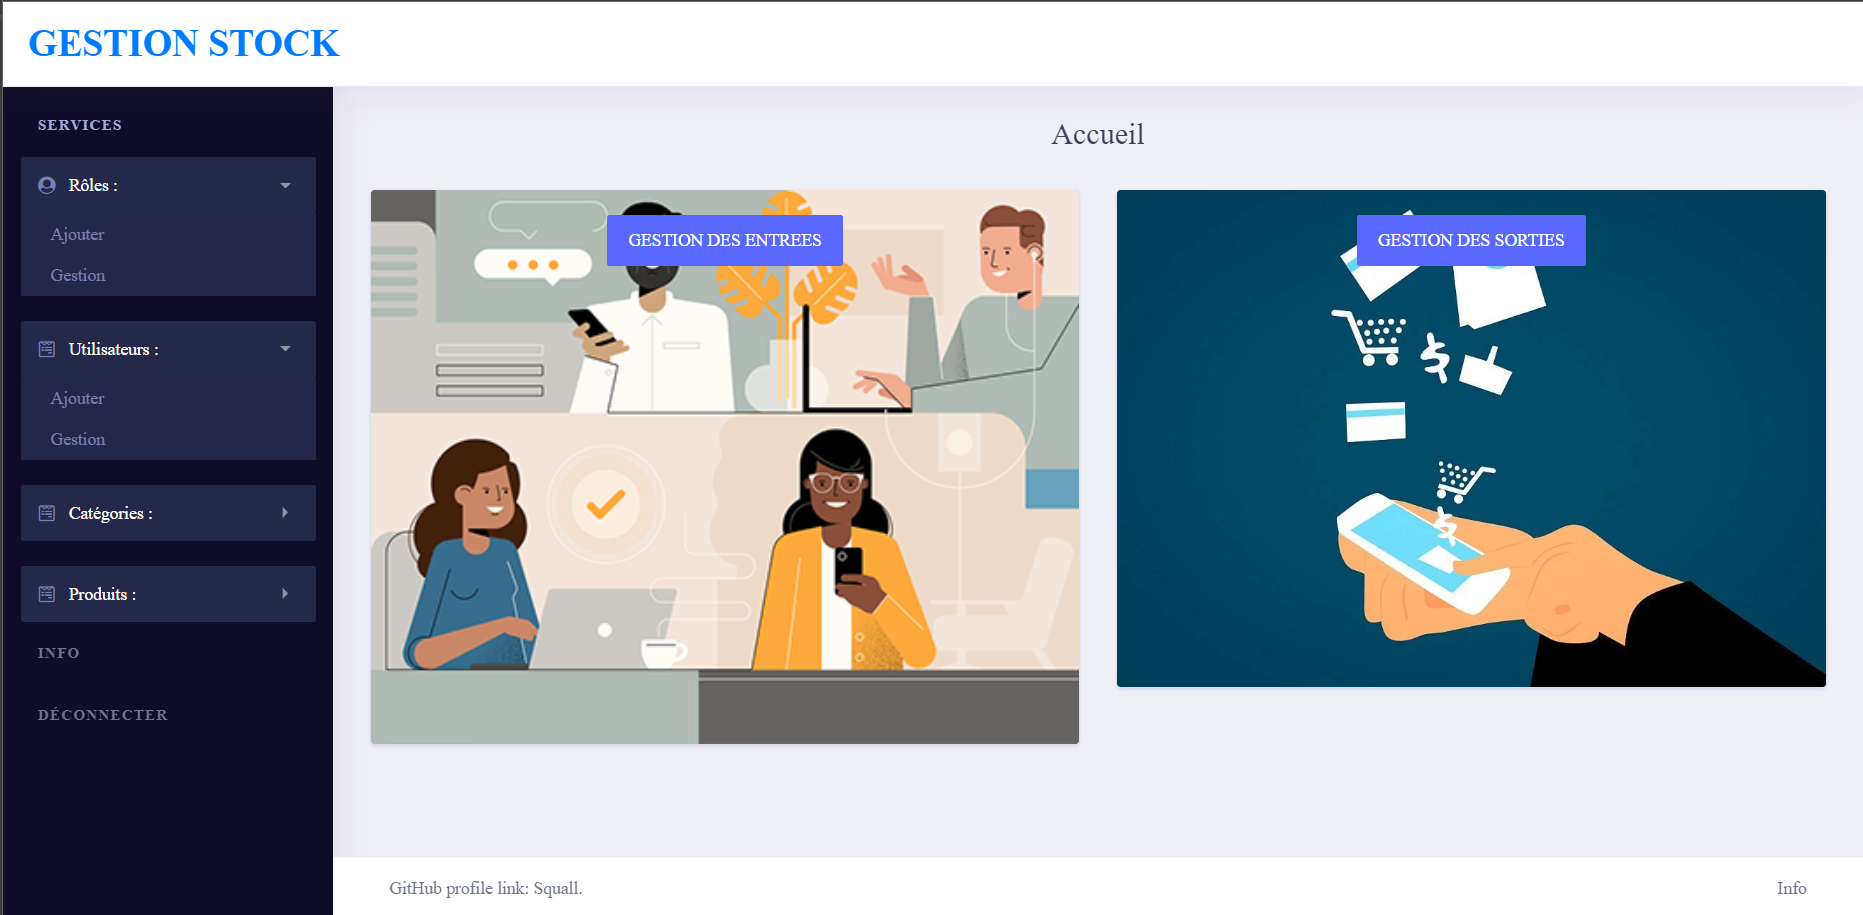 GESTION STOCK
SERVICES
Rôles :
Ajouter
Gestion
Utilisateurs :
Ajouter
Gestion
Catégories :
Produits :
INFO
DÉCONNECTER
Accueil
GESTION DES ENTREES
GESTION DES SORTIES
GitHub profile link: Squall.
Info